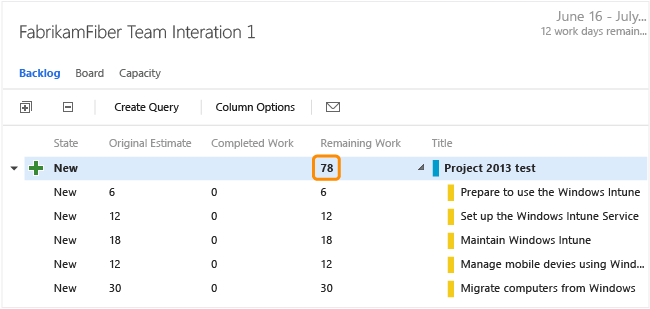 June 16 - July...
FabrikamFiber Team Interation 1
12 work days remain...
Backlog Board Capacity
Create Query Column Options
State Original Estimate Completed Work Remaining Work Title
New 78 Project 2013 test
New 6 0 6 Prepare to use the Windows Intune
New 12 0 12 Set up the Windows Intune Service
New 18 0 18 Maintain Windows Intune
New 12 0 12 Manage mobile devies using Wind...
New 30 0 30 Migrate computers from Windows